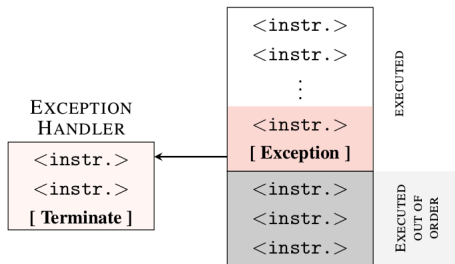 <instr.>
<instr.>
⋮
<instr.>
[ Exception ]
<instr.>
<instr.>
<instr.>
EXCEPTION
HANDLER
<instr.>
<instr.>
[ Terminate ]
EXECUTED
EXECUTED
OUT OF
ORDER